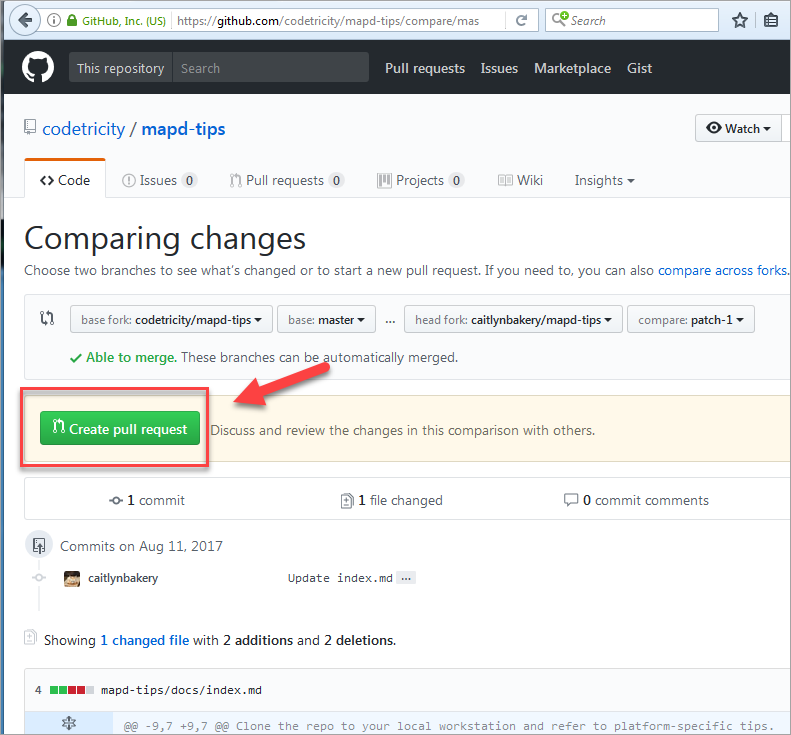 GitHub, Inc. (US) https://github.com/codetricity/mapd-tips/compare/mas Search
This repository Search Pull requests Issues Marketplace Gist
codetricity / mapd-tips Watch
Code Issues 0 Pull requests 0 Projects 0 Wiki Insights
Comparing changes
Choose two branches to see what's changed or to start a new pull request. If you need to, you can also compare across forks.
base fork: codetricity/mapd-tips base: master ... head fork: caitlynbakery/mapd-tips compare: patch-1
Able to merge. These branches can be automatically merged.
Create pull request Discuss and review the changes in this comparison with others.
1 commit 1 file changed 0 commit comments
Commits on Aug 11, 2017
caitlynbakery Update index.md ...
Showing 1 changed file with 2 additions and 2 deletions.
4 mapd-tips/docs/index.md
@@ -9,7 +9,7 @@ Clone the repo to your local workstation and refer to platform-specific tips.